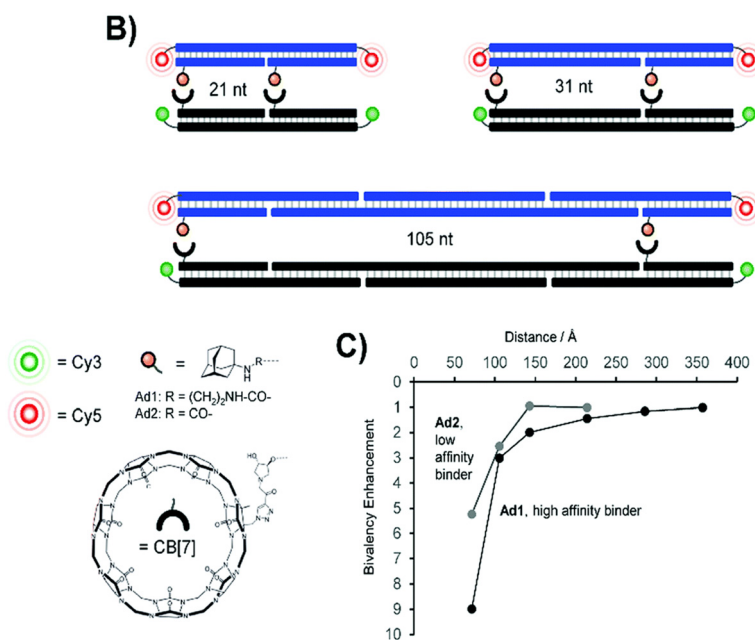 B)
21 nt
31 nt
105 nt
= Cy3
= Cy5
=
N
H
R
Ad1: R = (CH2)2NH-CO-
Ad2: R = CO-
= CB[7]
C)
Distance / Å
0 50 100 150 200 250 300 350 400
Bivalency Enhancement
0
1
2
3
4
5
6
7
8
9
10
Ad2,
low
affinity
binder
Ad1, high affinity binder